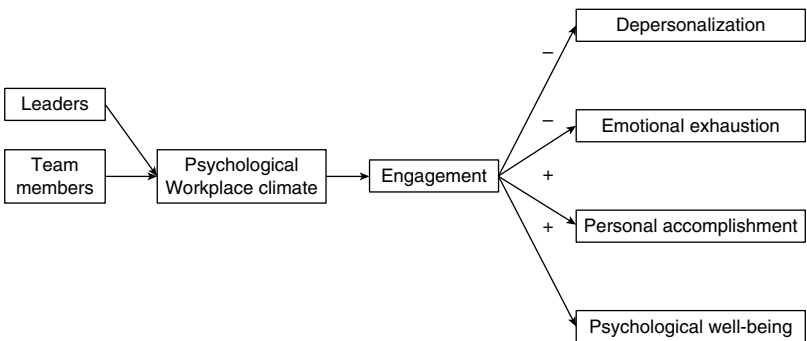 Leaders
Team
members
Psychological
Workplace climate
Engagement
–
–
+
+
Depersonalization
Emotional exhaustion
Personal accomplishment
Psychological well-being